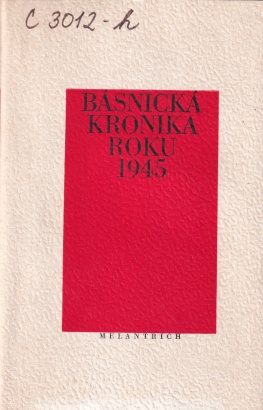 C 3012-h
BÁSNICKÁ
KRONIKA
ROKU
1945
MELANTRICH